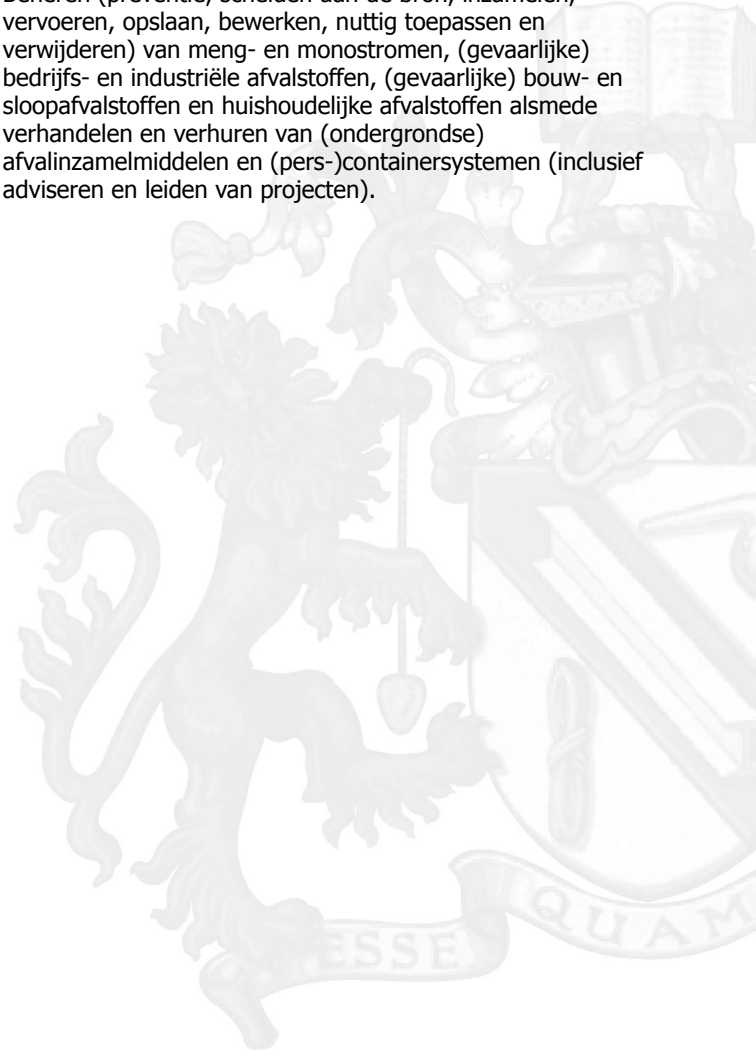 Beheren (preventie, scheiden aan de bron, inzamelen,
vervoeren, opslaan, bewerken, nuttig toepassen en
verwijderen) van meng- en monostromen, (gevaarlijke)
bedrijfs- en industriële afvalstoffen, (gevaarlijke) bouw- en
sloopafvalstoffen en huishoudelijke afvalstoffen alsmede
verhandelen en verhuren van (ondergrondse)
afvalinzamelmiddelen en (pers-)containersystemen (inclusief
adviseren en leiden van projecten).
ESSE QUAM